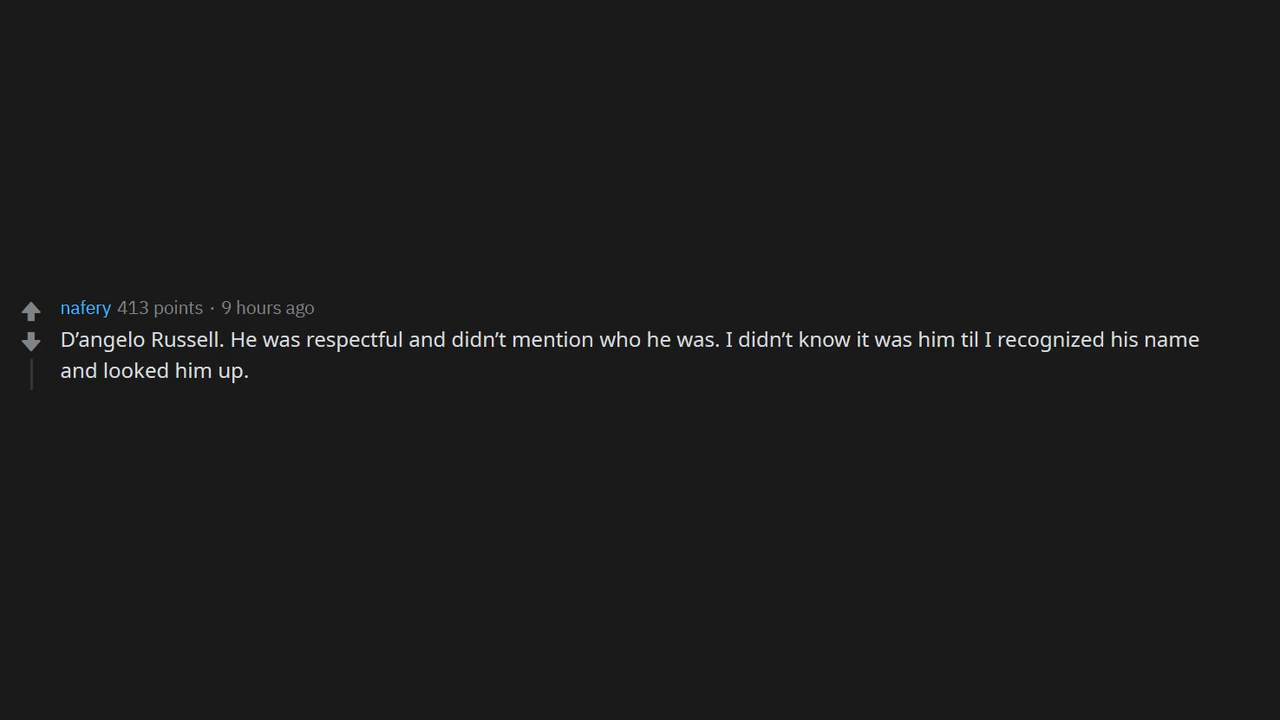 nafery 413 points · 9 hours ago
D’angelo Russell. He was respectful and didn’t mention who he was. I didn’t know it was him til I recognized his name
and looked him up.